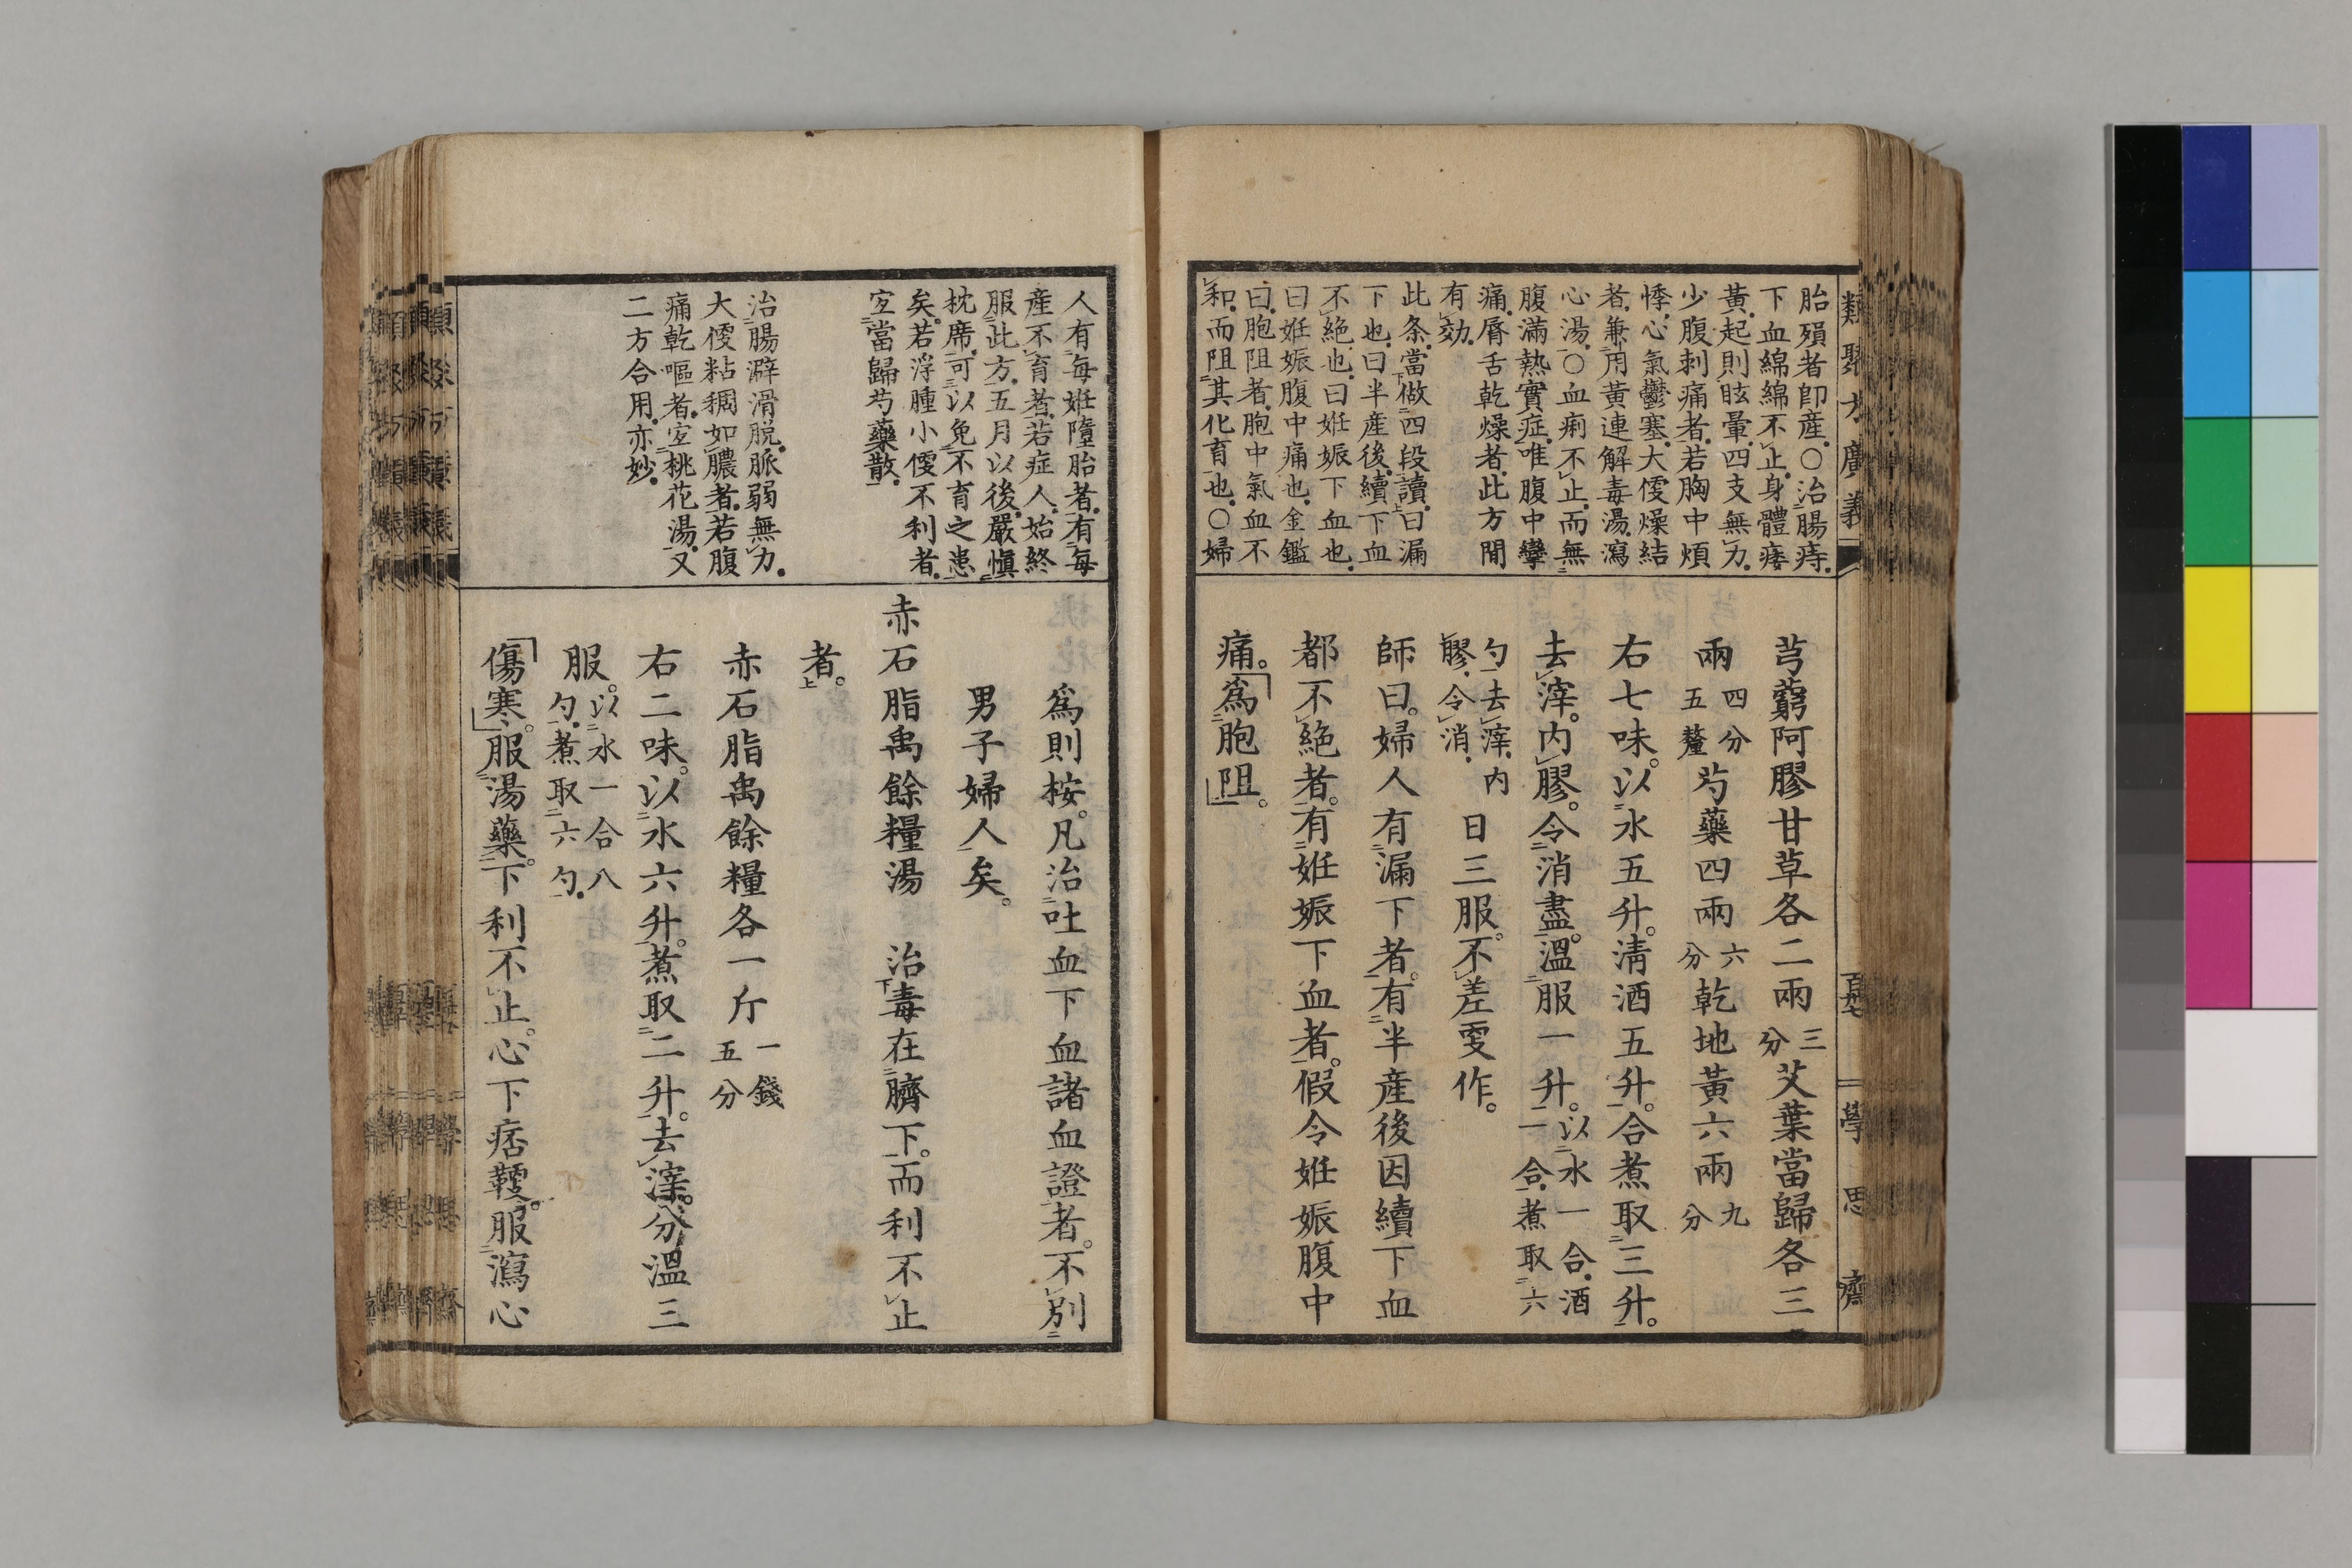 類聚方廣義
學思齋
胎殞者卽產。○治腸痔。
下血綿綿不止。身體痿
黃。起則眩暈。四支無力。
少腹刺痛者。若胸中煩
悸。心氣鬱塞。大便燥結
者。兼用黃連解毒湯。瀉
心湯。○血痢不止。而無
腹滿熱實症。唯腹中攣
痛。脣舌乾燥者。此方間
有効。
此条。當做四段讀。曰漏
下也。曰半產後。續下血
不絕也。曰妊娠下血也。
曰妊娠腹中痛也。金鑑
曰。胞阻者。胞中氣血不
和。而阻其化育也。○婦
芎藭阿膠甘草各二兩三分艾葉當歸各三
兩四分五釐芍藥四兩六分乾地黃六兩九分
右七味。以水五升。清酒五升。合煮取三升。
去滓。內膠。令消盡。溫服一升。以水一合。酒二合。煮取六
勺。去滓。內膠。令消。日三服。不差更作。
師曰。婦人有漏下者。有半產後因續下血
都不絕者。有妊娠下血者。假令妊娠腹中
痛。爲胞阻。
人有每妊墮胎者。有每
產不育者。若症人。始終
服此方。五月以後。嚴愼
枕席。可以免不育之患
矣。若浮腫小便不利者。
宜當歸芍藥散。
治腸澼滑脫。脈弱無力。
大便粘稠如膿者。若腹
痛乾嘔者。宜桃花湯。又
二方合用。亦妙。
爲則按。凡治吐血下血諸血證者。不別
男子婦人矣。
赤石脂禹餘糧湯 治毒在臍下。而利不止
者。
赤石脂禹餘糧各一斤一錢五分
右二味。以水六升。煮取二升。去滓。分溫三
服。以水一合八勺。煮取六勺。
傷寒。服湯藥。下利不止。心下痞鞕。服瀉心